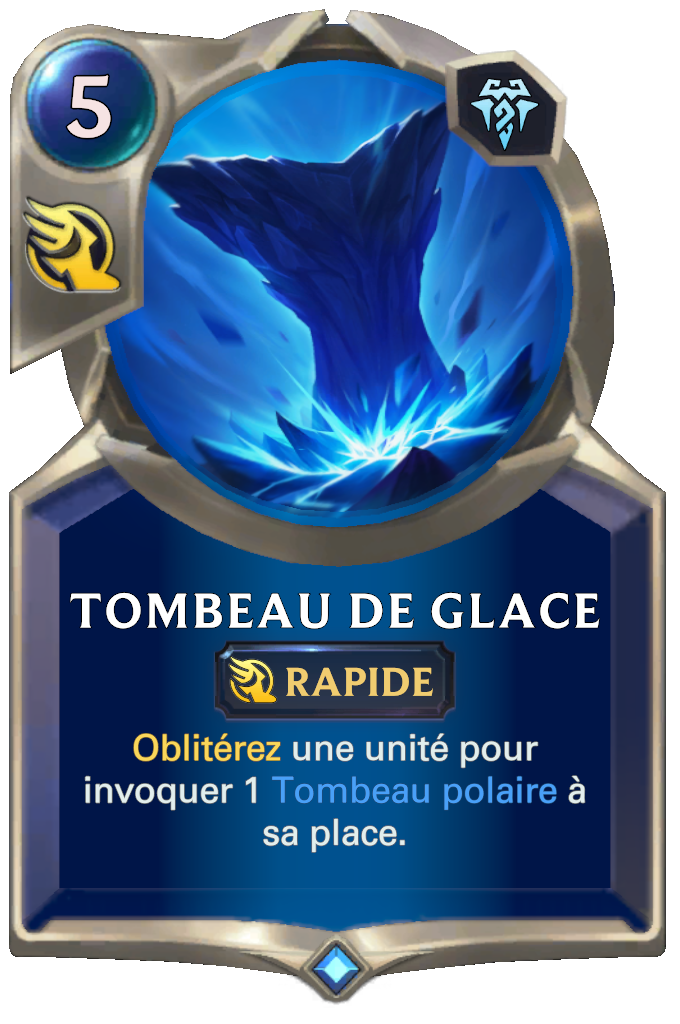 5
TOMBEAU DE GLACE
RAPIDE
Oblitérez une unité pour
invoquer 1 Tombeau polaire à
sa place.